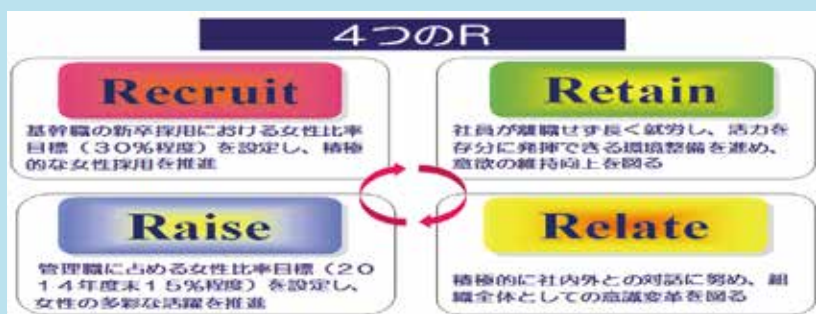 ４つのR
Recruit
基幹職の新卒採用における女性比率
目標（３０％程度）を設定し、積極
的な女性採用を推進
Retain
社員が離職せず長く就労し、活力を
存分に発揮できる環境整備を進め、
意欲の維持向上を図る
Raise
管理職に占める女性比率目標（２０
１４年度末１５％程度）を設定し、
女性の多彩な活躍を推進
Relate
積極的に社内外との対話に努め、組
織全体としての意識変革を図る